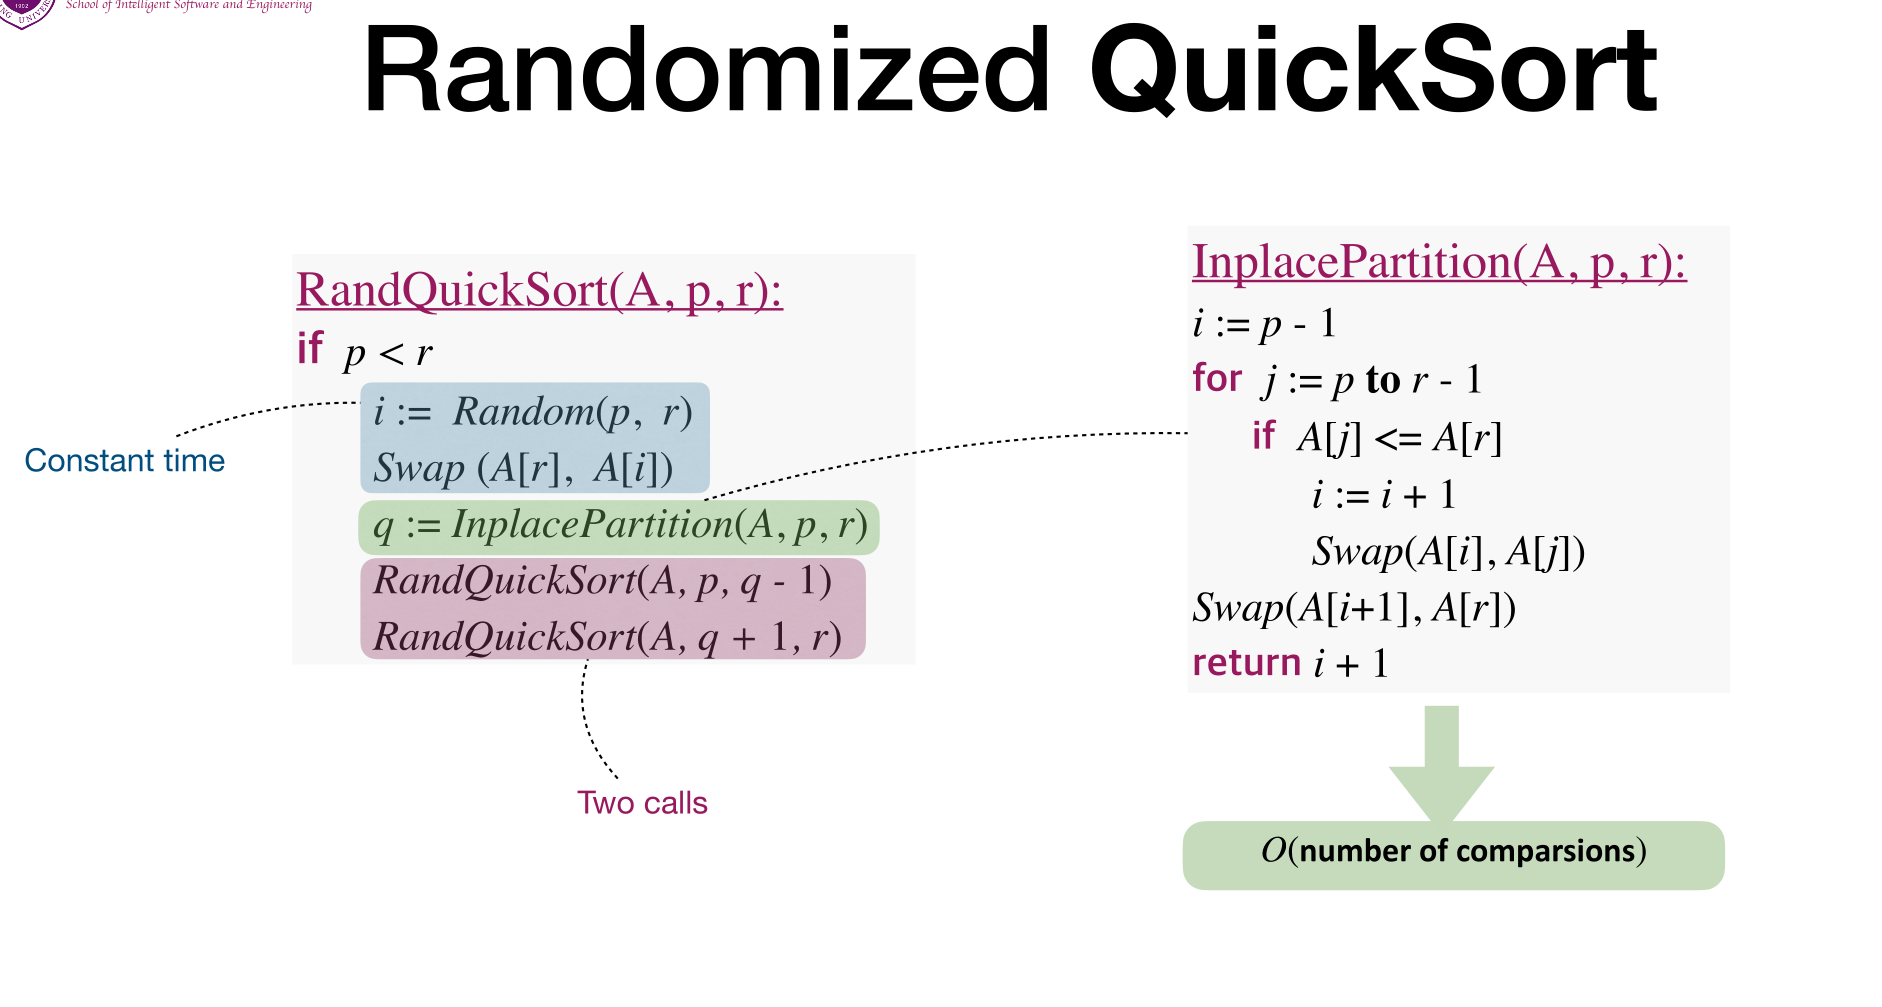 1902
School of Intelligent Software and Engineering
Randomized QuickSort
RandQuickSort(A, p, r):
if p < r
i := Random(p, r)
Swap (A[r], A[i])
q := InplacePartition(A, p, r)
RandQuickSort(A, p, q - 1)
RandQuickSort(A, q + 1, r)
Constant time
Two calls
InplacePartition(A, p, r):
i := p - 1
for j := p to r - 1
if A[j] <= A[r]
i := i + 1
Swap(A[i], A[j])
Swap(A[i+1], A[r])
return i + 1
O(number of comparsions)